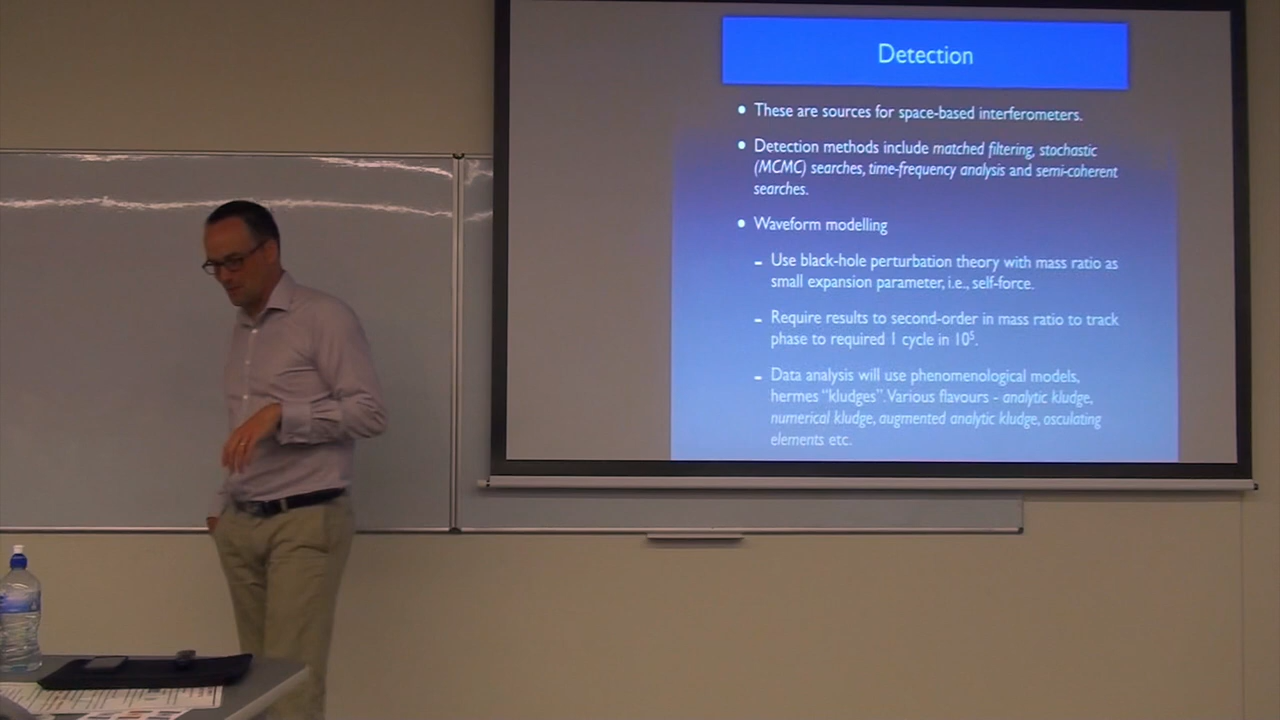 Detection
• These are sources for space-based interferometers.
• Detection methods include matched filtering, stochastic
(MCMC) searches, time-frequency analysis and semi-coherent
searches.
• Waveform modelling
- Use black-hole perturbation theory with mass ratio as
small expansion parameter, i.e., self-force.
- Require results to second-order in mass ratio to track
phase to required 1 cycle in 10⁵.
- Data analysis will use phenomenological models,
hermes “kludges”. Various flavours - analytic kludge,
numerical kludge, augmented analytic kludge, osculating
elements etc.